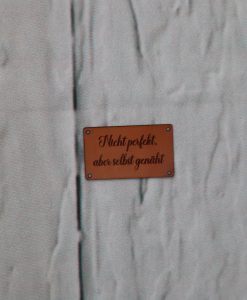 Nicht perfekt,
aber selbst genäht